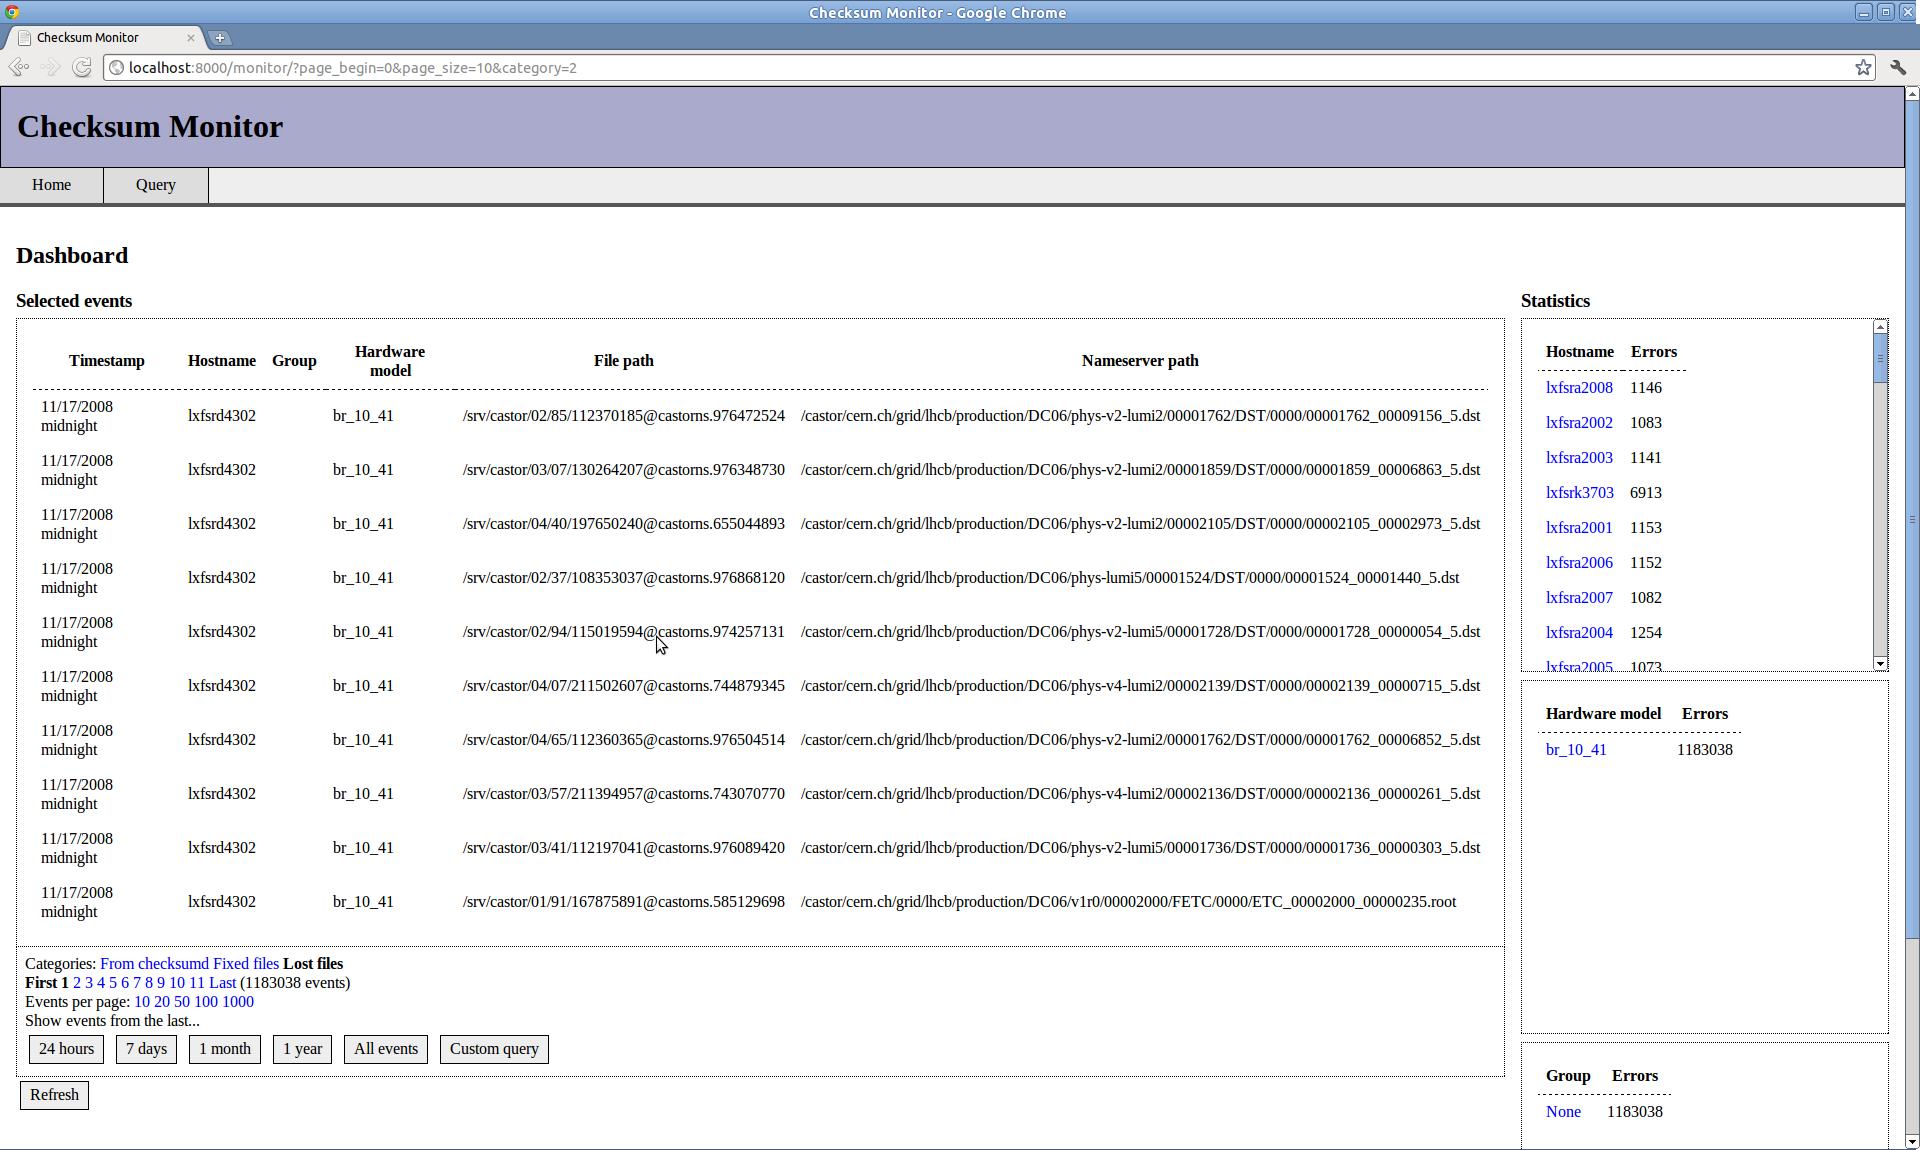 Checksum Monitor - Google Chrome
Checksum Monitor
localhost:8000/monitor/?page_begin=0&page_size=10&category=2
Checksum Monitor
Home Query
Dashboard
Selected events
Timestamp Hostname Group Hardware model File path Nameserver path
11/17/2008 midnight lxfsrd4302 br_10_41 /srv/castor/02/85/112370185@castorns.976472524 /castor/cern.ch/grid/lhcb/production/DC06/phys-v2-lumi2/00001762/DST/0000/00001762_00009156_5.dst
11/17/2008 midnight lxfsrd4302 br_10_41 /srv/castor/03/07/130264207@castorns.976348730 /castor/cern.ch/grid/lhcb/production/DC06/phys-v2-lumi2/00001859/DST/0000/00001859_00006863_5.dst
11/17/2008 midnight lxfsrd4302 br_10_41 /srv/castor/04/40/197650240@castorns.655044893 /castor/cern.ch/grid/lhcb/production/DC06/phys-v2-lumi2/00002105/DST/0000/00002105_00002973_5.dst
11/17/2008 midnight lxfsrd4302 br_10_41 /srv/castor/02/37/108353037@castorns.976868120 /castor/cern.ch/grid/lhcb/production/DC06/phys-lumi5/00001524/DST/0000/00001524_00001440_5.dst
11/17/2008 midnight lxfsrd4302 br_10_41 /srv/castor/02/94/115019594@castorns.974257131 /castor/cern.ch/grid/lhcb/production/DC06/phys-v2-lumi5/00001728/DST/0000/00001728_00000054_5.dst
11/17/2008 midnight lxfsrd4302 br_10_41 /srv/castor/04/07/211502607@castorns.744879345 /castor/cern.ch/grid/lhcb/production/DC06/phys-v4-lumi2/00002139/DST/0000/00002139_00000715_5.dst
11/17/2008 midnight lxfsrd4302 br_10_41 /srv/castor/04/65/112360365@castorns.976504514 /castor/cern.ch/grid/lhcb/production/DC06/phys-v2-lumi2/00001762/DST/0000/00001762_00006852_5.dst
11/17/2008 midnight lxfsrd4302 br_10_41 /srv/castor/03/57/211394957@castorns.743070770 /castor/cern.ch/grid/lhcb/production/DC06/phys-v4-lumi2/00002136/DST/0000/00002136_00000261_5.dst
11/17/2008 midnight lxfsrd4302 br_10_41 /srv/castor/03/41/112197041@castorns.976089420 /castor/cern.ch/grid/lhcb/production/DC06/phys-v2-lumi5/00001736/DST/0000/00001736_00000303_5.dst
11/17/2008 midnight lxfsrd4302 br_10_41 /srv/castor/01/91/167875891@castorns.585129698 /castor/cern.ch/grid/lhcb/production/DC06/v1r0/00002000/FETC/0000/ETC_00002000_00000235.root
Categories: From checksumd Fixed files Lost files
First 1 2 3 4 5 6 7 8 9 10 11 Last (1183038 events)
Events per page: 10 20 50 100 1000
Show events from the last...
24 hours 7 days 1 month 1 year All events Custom query
Refresh
Statistics
Hostname Errors
lxfsra2008 1146
lxfsra2002 1083
lxfsra2003 1141
lxfsrk3703 6913
lxfsra2001 1153
lxfsra2006 1152
lxfsra2007 1082
lxfsra2004 1254
lxfsra2005 1073
Hardware model Errors
br_10_41 1183038
Group Errors
None 1183038